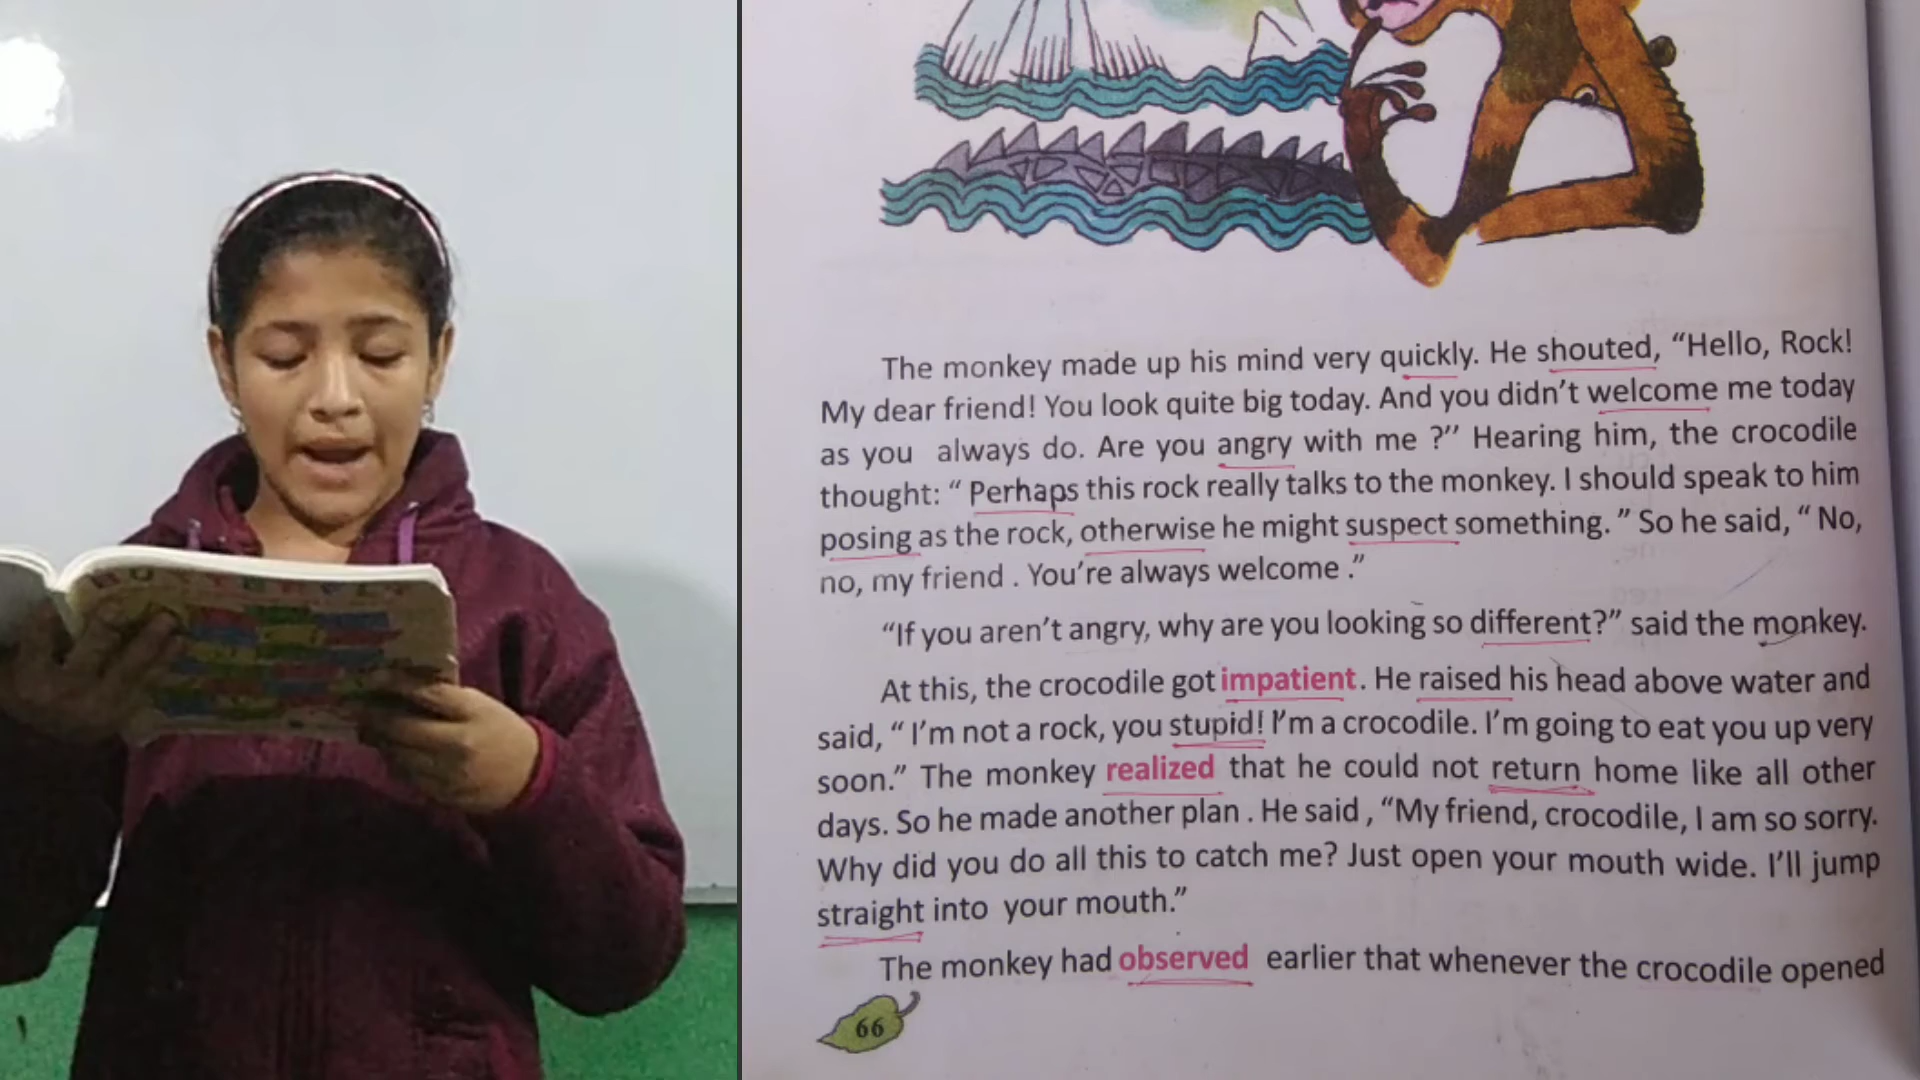 The monkey made up his mind very quickly. He shouted, “Hello, Rock!
My dear friend! You look quite big today. And you didn’t welcome me today
as you always do. Are you angry with me ?” Hearing him, the crocodile
thought: “ Perhaps this rock really talks to the monkey. I should speak to him
posing as the rock, otherwise he might suspect something. ” So he said, “ No,
no, my friend . You’re always welcome .”
“If you aren’t angry, why are you looking so different?” said the monkey.
At this, the crocodile got impatient. He raised his head above water and
said, “ I’m not a rock, you stupid! I’m a crocodile. I’m going to eat you up very
soon.” The monkey realized that he could not return home like all other
days. So he made another plan . He said , “My friend, crocodile, I am so sorry.
Why did you do all this to catch me? Just open your mouth wide. I’ll jump
straight into your mouth.”
The monkey had observed earlier that whenever the crocodile opened
66